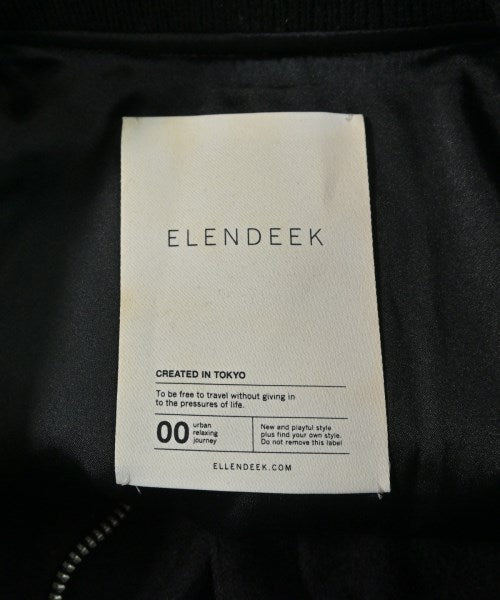 ELENDEEK
CREATED IN TOKYO
To be free to travel without giving in
to the pressures of life.
00
urban
relaxing
journey
New and playful style
plus find your own style.
Do not remove this label
ELLENDEEK.COM